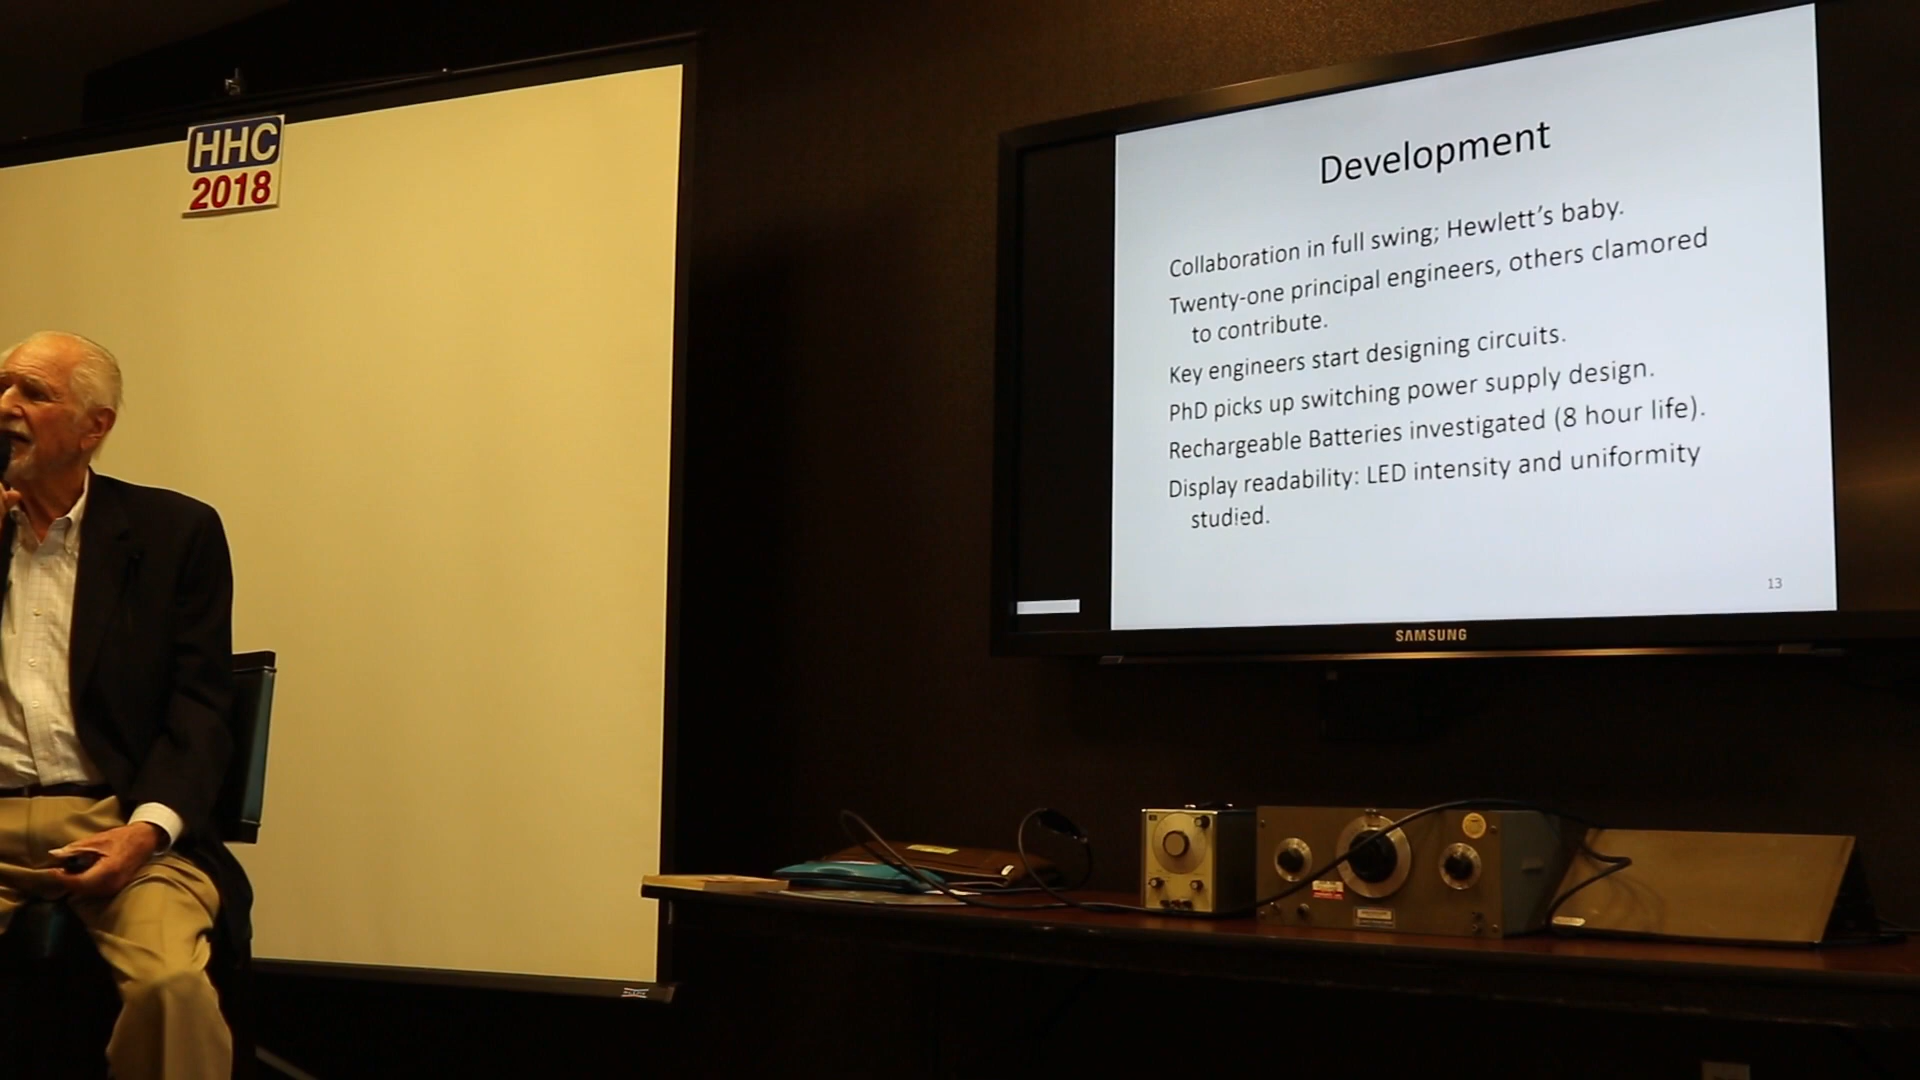 HHC
2018
Development
Collaboration in full swing; Hewlett's baby.
Twenty-one principal engineers, others clamored
to contribute.
Key engineers start designing circuits.
PhD picks up switching power supply design.
Rechargeable Batteries investigated (8 hour life).
Display readability: LED intensity and uniformity
studied.
13
SAMSUNG